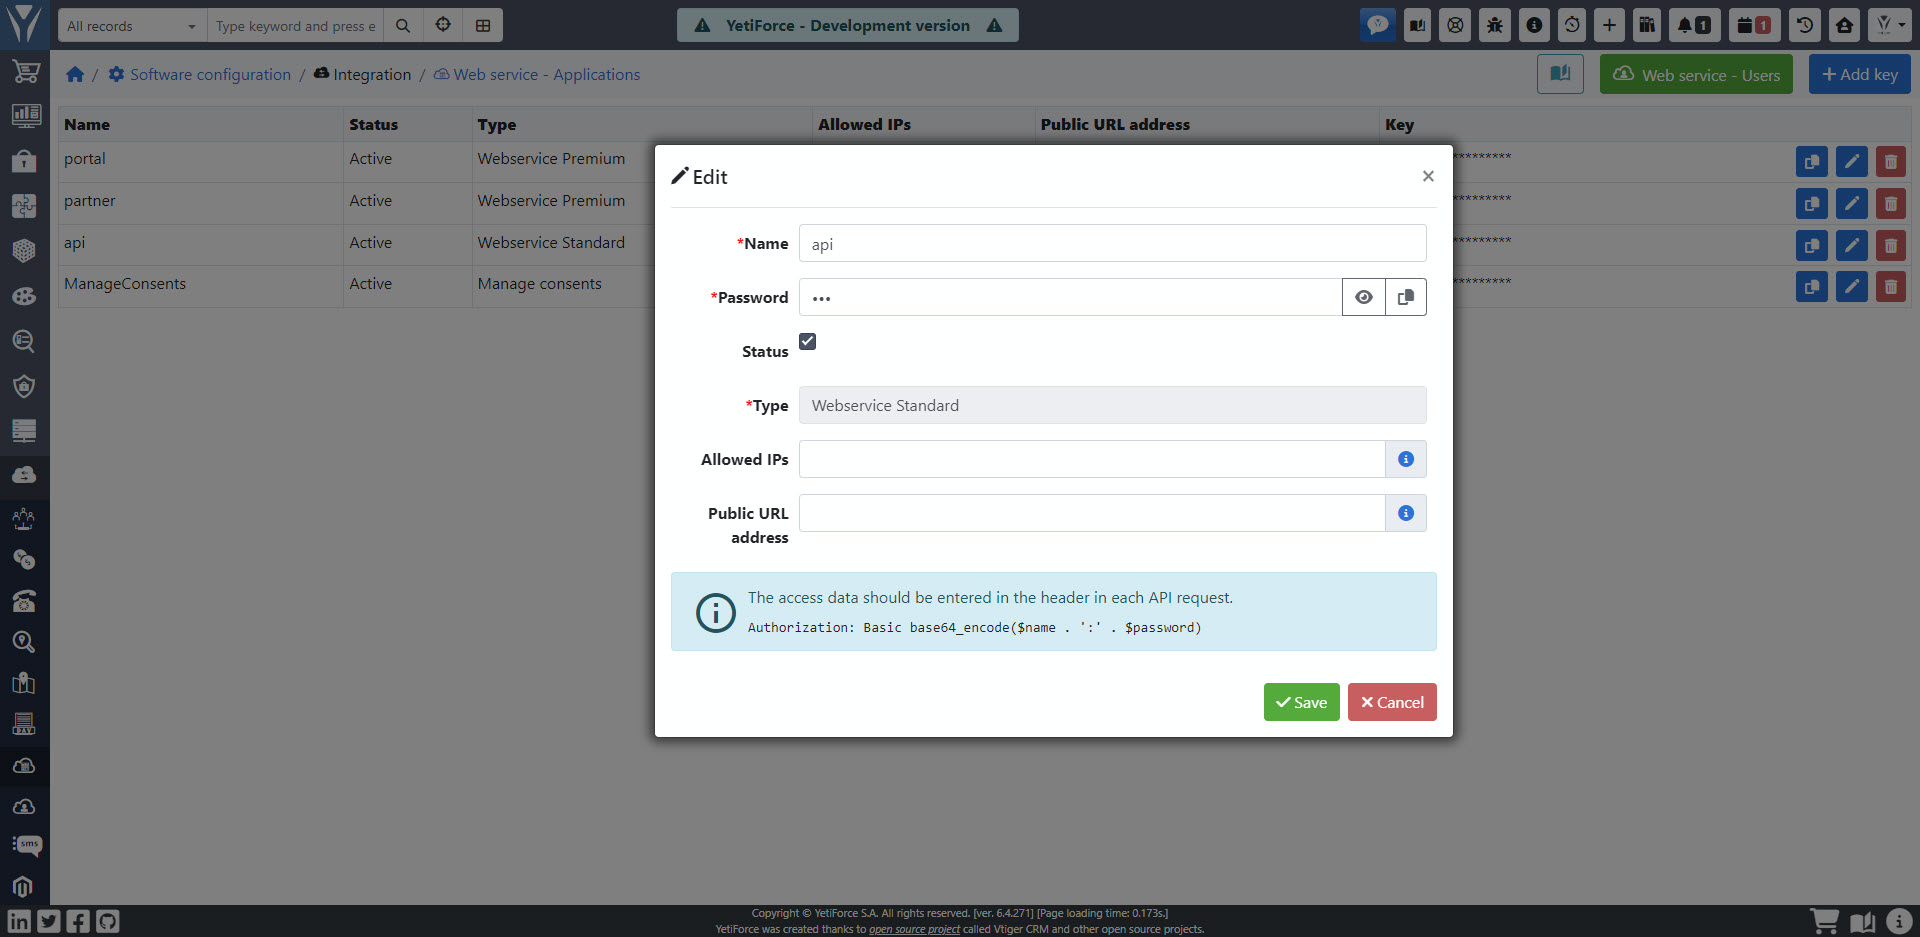 All records
Type keyword and press e
YetiForce - Development version
1
1
/ Software configuration / Integration / Web service - Applications
Web service - Users
Add key
Name Status Type Allowed IPs Public URL address Key
portal Active Webservice Premium *********
partner Active Webservice Premium *********
api Active Webservice Standard *********
ManageConsents Active Manage consents *********
Edit
×
*Name api
*Password •••
Status
*Type Webservice Standard
Allowed IPs
Public URL
address
The access data should be entered in the header in each API request.
Authorization: Basic base64_encode($name . ':' . $password)
Save
Cancel
DAV
sms
Copyright © YetiForce S.A. All rights reserved. [ver. 6.4.271] [Page loading time: 0.173s.]
YetiForce was created thanks to open source project called Vtiger CRM and other open source projects.